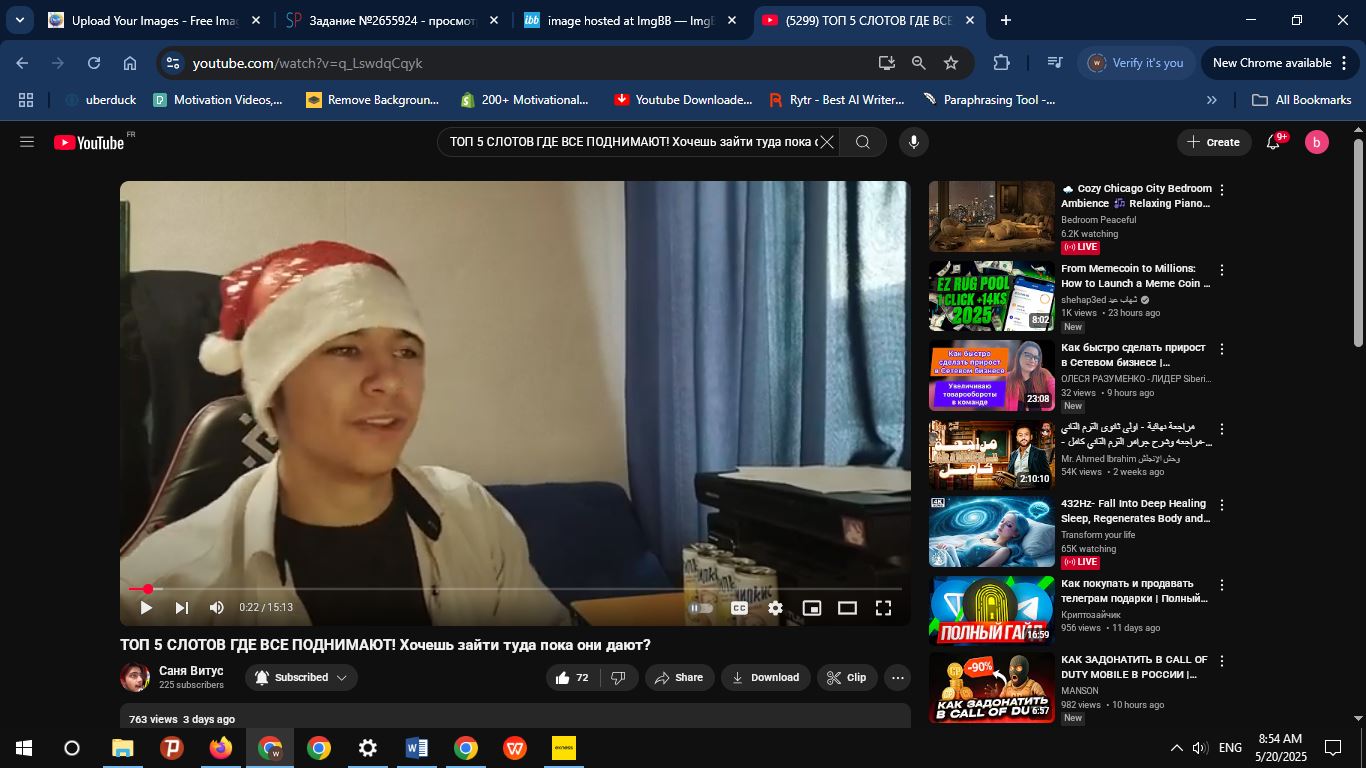 Upload Your Images - Free Imag
Задание №2655924 - просмотр
image hosted at ImgBB — ImgB
(5299) ТОП 5 СЛОТОВ ГДЕ ВСЕ
youtube.com/watch?v=q_LswdqCqyk
Verify it's you
New Chrome available
uberduck
Motivation Videos,...
Remove Backgroun...
200+ Motivational...
Youtube Downloade...
Rytr - Best AI Writer...
Paraphrasing Tool -...
All Bookmarks
YouTube FR
ТОП 5 СЛОТОВ ГДЕ ВСЕ ПОДНИМАЮТ! Хочешь зайти туда пока о
Create
9+
b
0:22 / 15:13
ТОП 5 СЛОТОВ ГДЕ ВСЕ ПОДНИМАЮТ! Хочешь зайти туда пока они дают?
Саня Витус
225 subscribers
Subscribed
72
Share
Download
Clip
763 views 3 days ago
Cozy Chicago City Bedroom
Ambience 🎶 Relaxing Piano...
Bedroom Peaceful
6.2K watching
LIVE
EZ RUG POOL
1 CLICK +14K$
2025
8:02
From Memecoin to Millions:
How to Launch a Meme Coin ...
shehap3ed شهاب عيد
1K views • 23 hours ago
New
Как быстро
сделать прирост
в Сетевом бизнесе
Увеличиваю
товарообороты
в команде
23:08
Как быстро сделать прирост
в Сетевом бизнесе |...
ОЛЕСЯ РАЗУМЕНКО - ЛИДЕР Siberi...
32 views • 9 hours ago
New
مراجعة
كامل
2:10:10
مراجعة نهائية - اولى ثانوى الترم الثاني
-مراجعه وشرح جرامر الترم الثاني كامل -...
Mr. Ahmed Ibrahim وحش الإنجلش
54K views • 2 weeks ago
4K
432Hz- Fall Into Deep Healing
Sleep, Regenerates Body and...
Transform your life
65K watching
LIVE
ПОЛНЫЙ ГАЙД
16:59
Как покупать и продавать
телеграм подарки | Полный...
Криптозайчик
956 views • 11 days ago
-90%
КАК ЗАДОНАТИТЬ
В CALL OF DU
6:57
КАК ЗАДОНАТИТЬ В CALL OF
DUTY MOBILE В РОССИИ |...
MANSON
982 views • 10 hours ago
New
exness
ENG
8:54 AM
5/20/2025